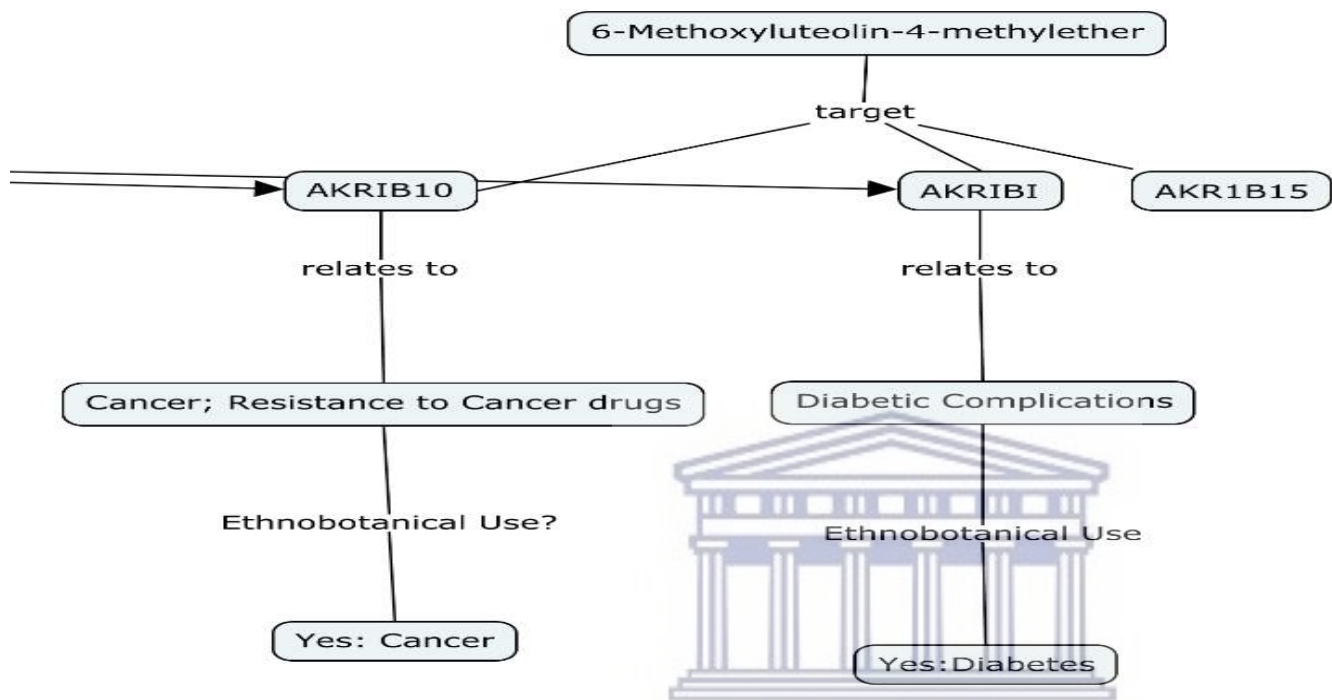 6-Methoxyluteolin-4-methylether
target
AKRIB10
AKRIBI
AKR1B15
relates to
relates to
Cancer; Resistance to Cancer drugs
Diabetic Complications
Ethnobotanical Use?
Ethnobotanical Use
Yes: Cancer
Yes:Diabetes